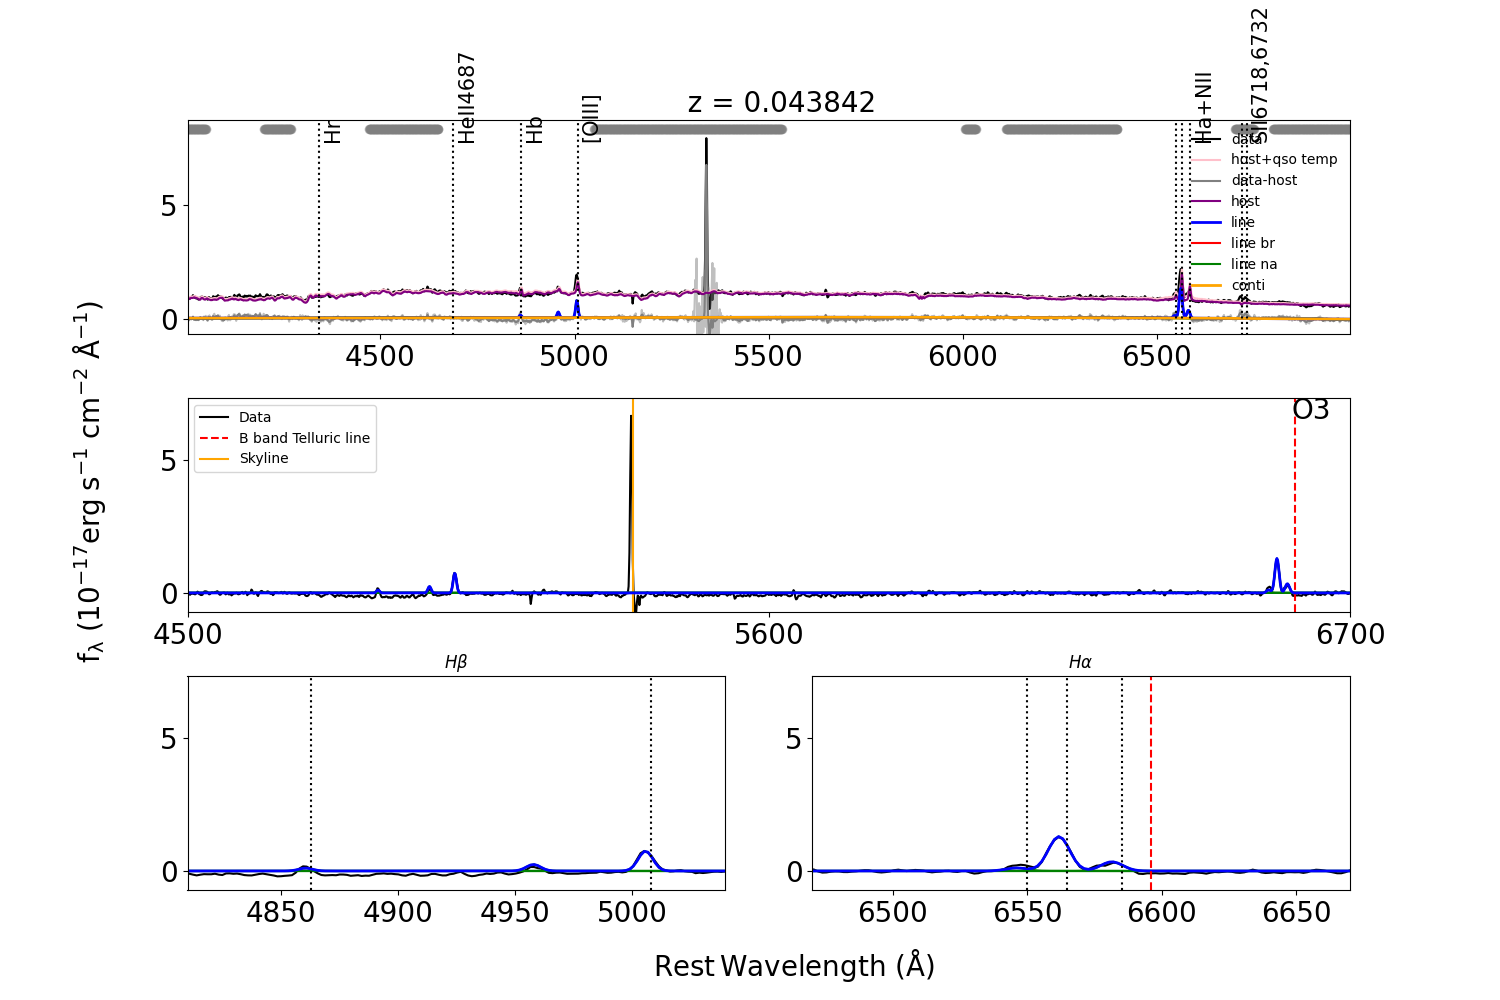 z = 0.043842
Hr
HeII4687
Hb
[OIII]
Ha+NII
SII6718,6732
data
host+qso temp
data-host
host
line
line br
line na
conti
5
0
4500
5000
5500
6000
6500
Data
B band Telluric line
Skyline
O3
5
0
4500
5600
6700
fλ (10⁻¹⁷erg s⁻¹ cm⁻² Å⁻¹)
Hβ
5
0
4850
4900
4950
5000
Hα
5
0
6500
6550
6600
6650
Rest Wavelength (Å)